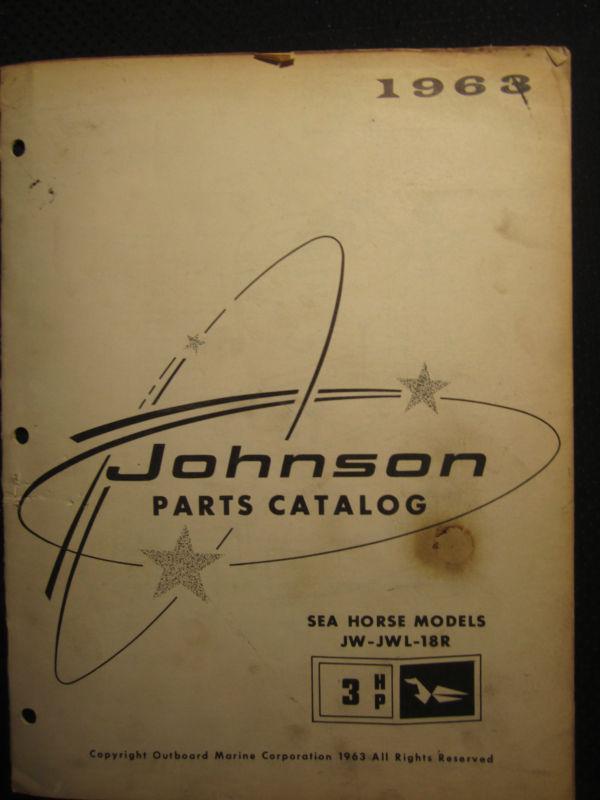 1963
Johnson
PARTS CATALOG
SEA HORSE MODELS
JW-JWL-18R
3 HP
Copyright Outboard Marine Corporation 1963 All Rights Reserved